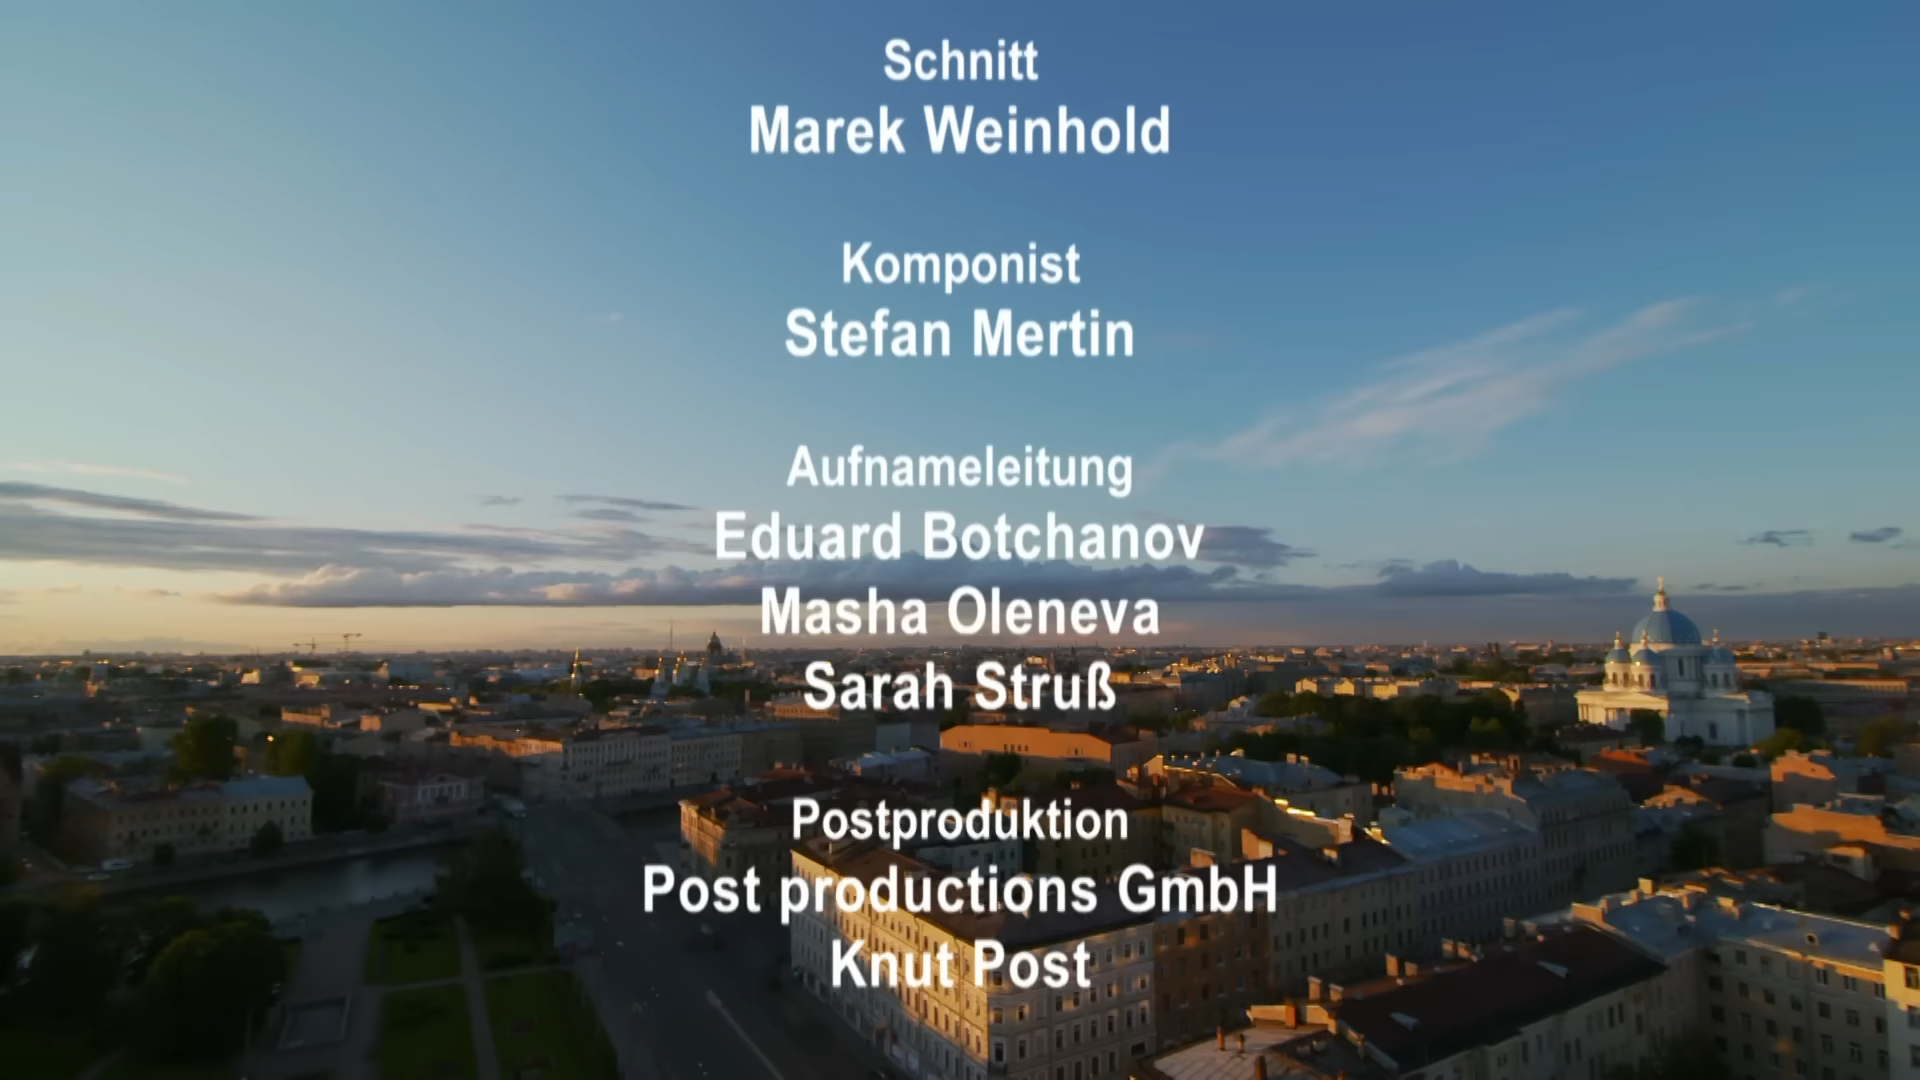 Schnitt
Marek Weinhold
Komponist
Stefan Mertin
Aufnameleitung
Eduard Botchanov
Masha Oleneva
Sarah Struß
Postproduktion
Post productions GmbH
Knut Post